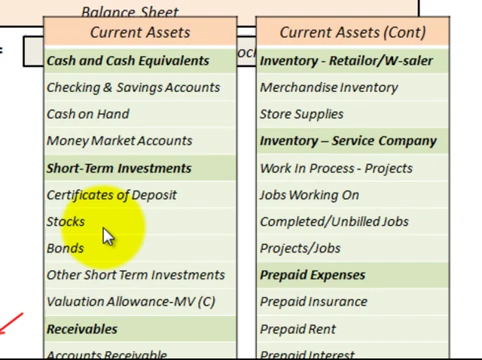 Balance Sheet
=
Current Assets
Cash and Cash Equivalents
Checking & Savings Accounts
Cash on Hand
Money Market Accounts
Short-Term Investments
Certificates of Deposit
Stocks
Bonds
Other Short Term Investments
Valuation Allowance-MV (C)
Receivables
Accounts Receivable
Current Assets (Cont)
Inventory - Retailor/W-saler
Merchandise Inventory
Store Supplies
Inventory – Service Company
Work In Process - Projects
Jobs Working On
Completed/Unbilled Jobs
Projects/Jobs
Prepaid Expenses
Prepaid Insurance
Prepaid Rent
Prepaid Interest